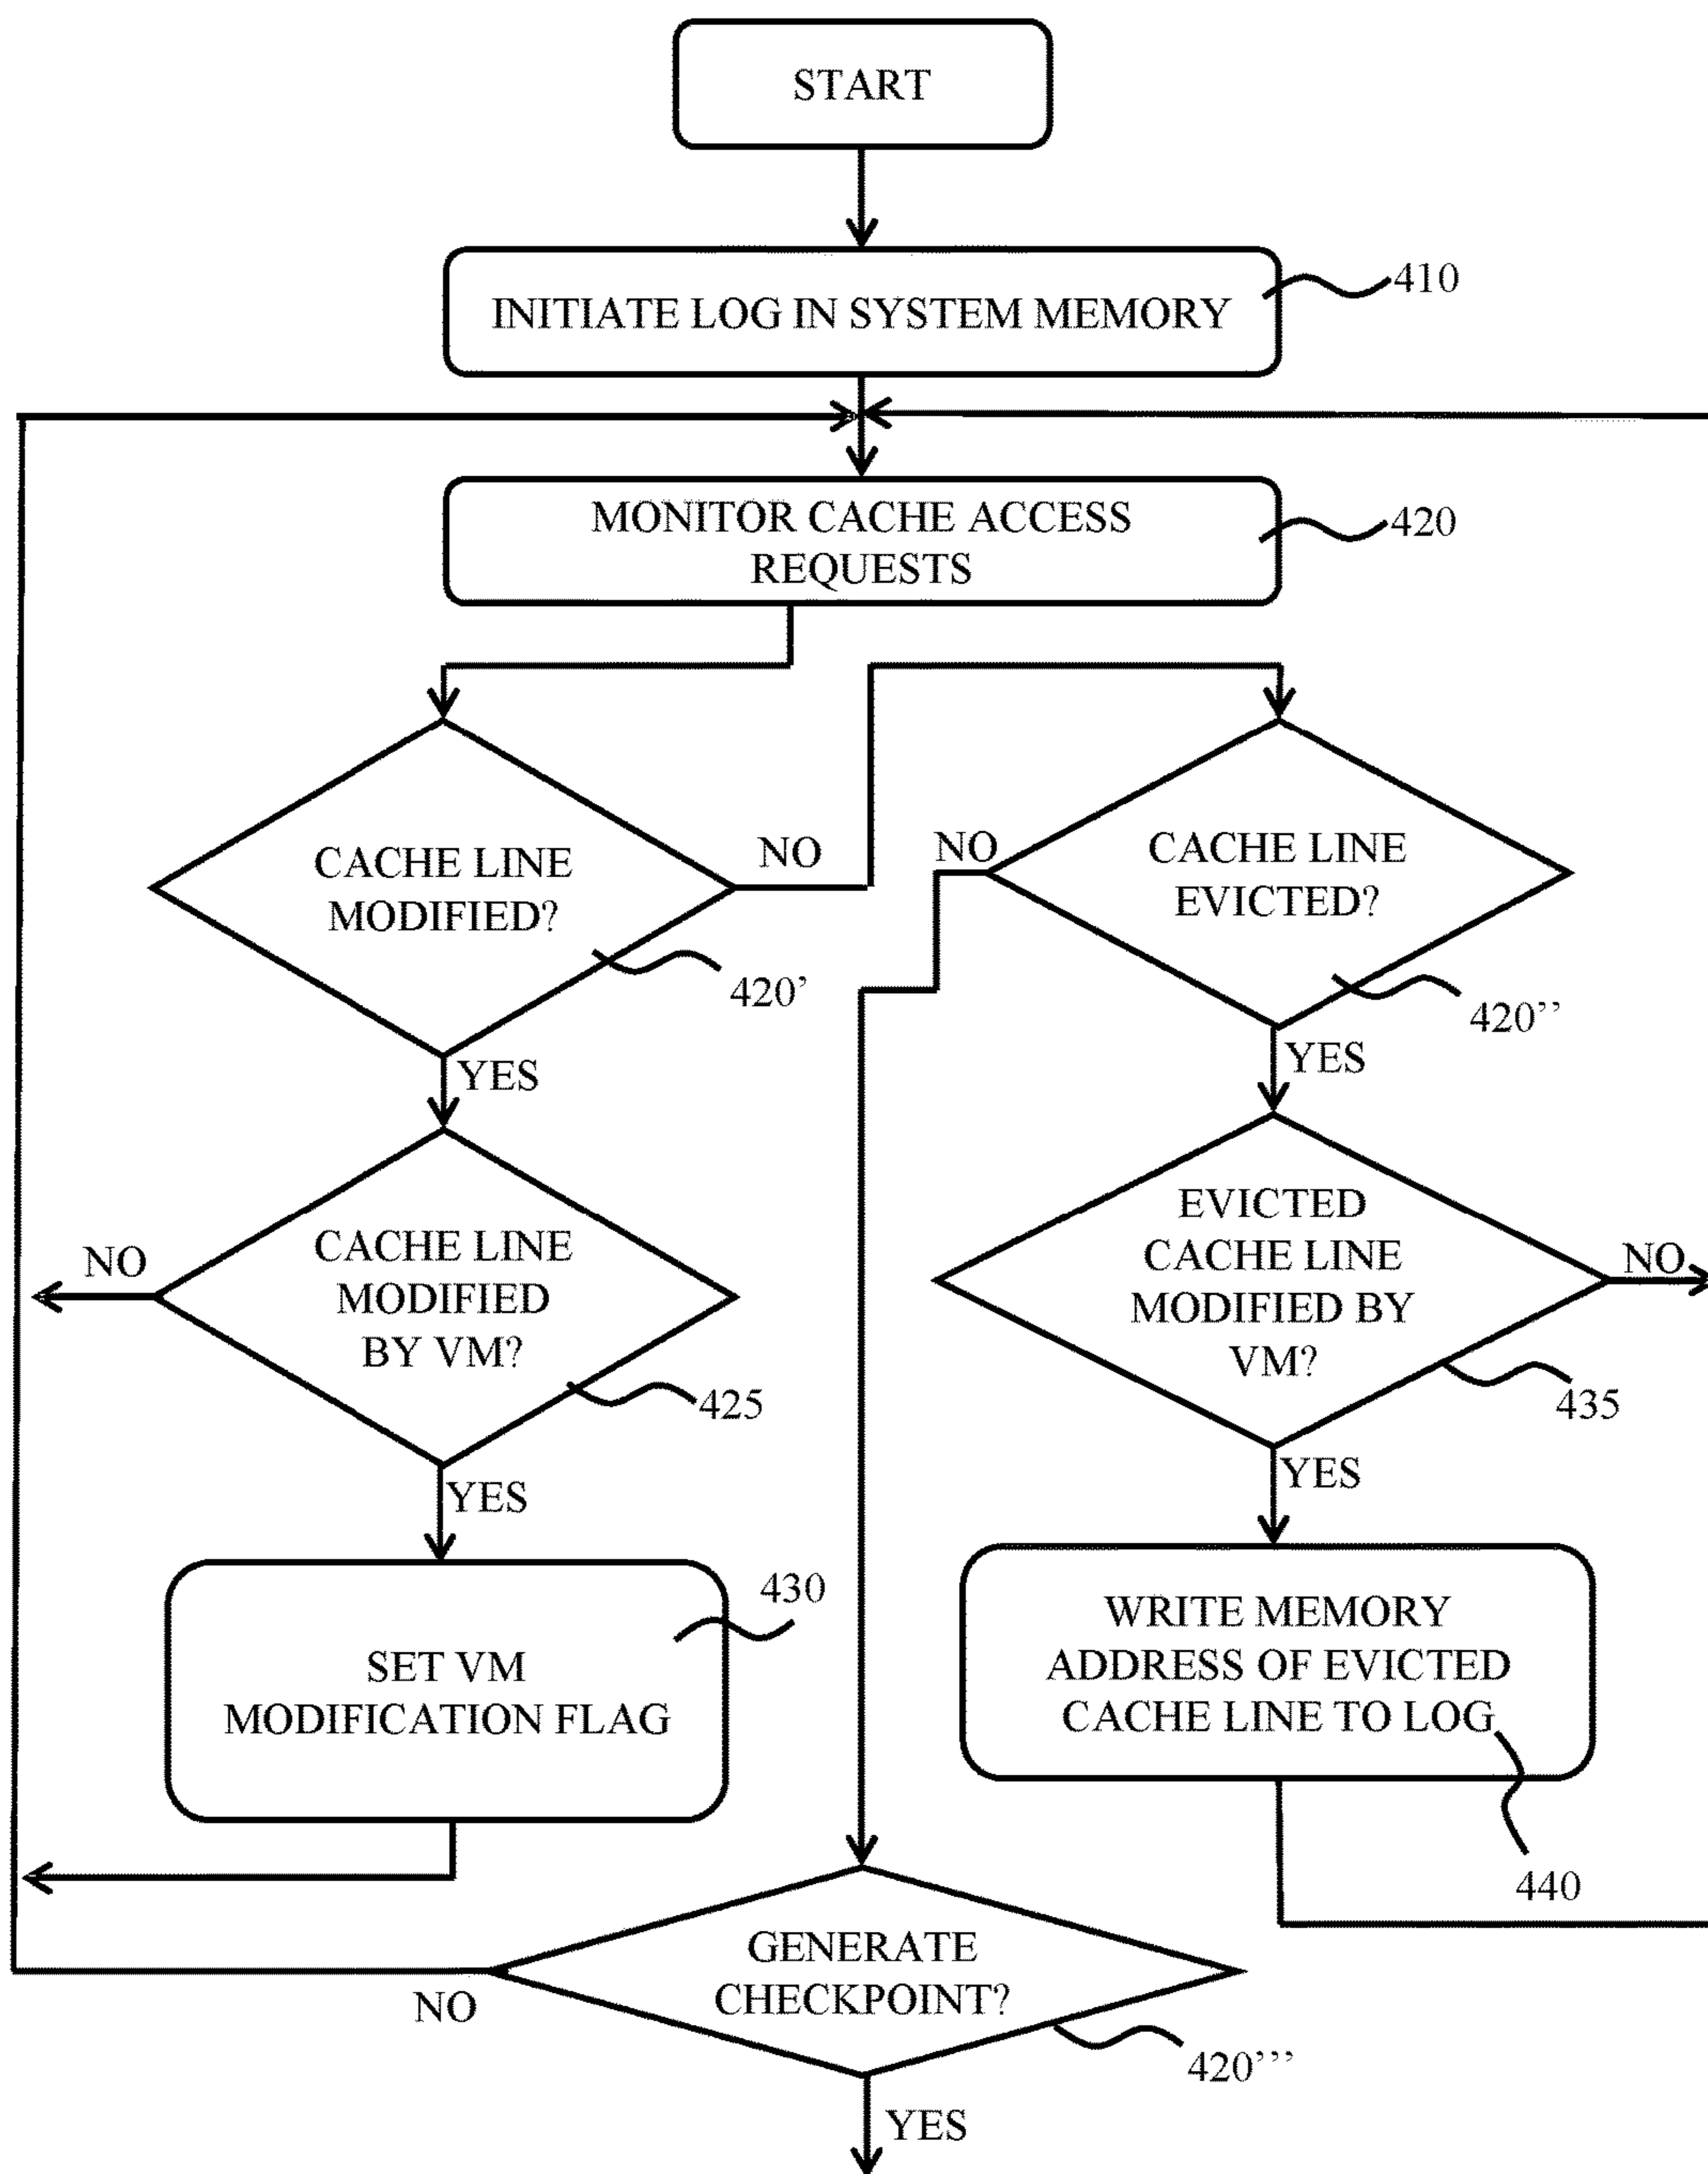 START
INITIATE LOG IN SYSTEM MEMORY
410
MONITOR CACHE ACCESS
REQUESTS
420
CACHE LINE
MODIFIED?
NO
420'
NO
CACHE LINE
EVICTED?
420''
YES
YES
CACHE LINE
MODIFIED
BY VM?
NO
425
EVICTED
CACHE LINE
MODIFIED BY
VM?
NO
435
YES
YES
SET VM
MODIFICATION FLAG
430
WRITE MEMORY
ADDRESS OF EVICTED
CACHE LINE TO LOG
440
GENERATE
CHECKPOINT?
NO
420'''
YES